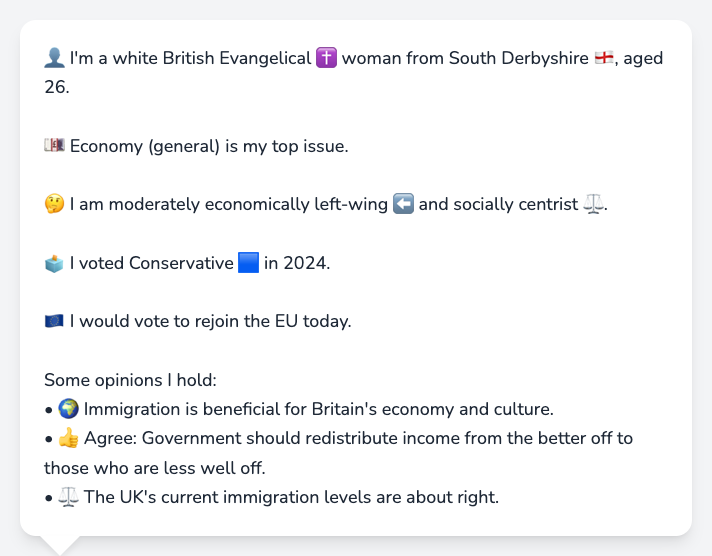 👤 I'm a white British Evangelical ✝️ woman from South Derbyshire 🏴󠁧󠁢󠁥󠁮󠁧󠁿, aged
26.
💷 Economy (general) is my top issue.
🤔 I am moderately economically left-wing ⬅️ and socially centrist ⚖️.
🗳️ I voted Conservative 🟦 in 2024.
🇪🇺 I would vote to rejoin the EU today.
Some opinions I hold:
• 🌍 Immigration is beneficial for Britain's economy and culture.
• 👍 Agree: Government should redistribute income from the better off to
those who are less well off.
• ⚖️ The UK's current immigration levels are about right.